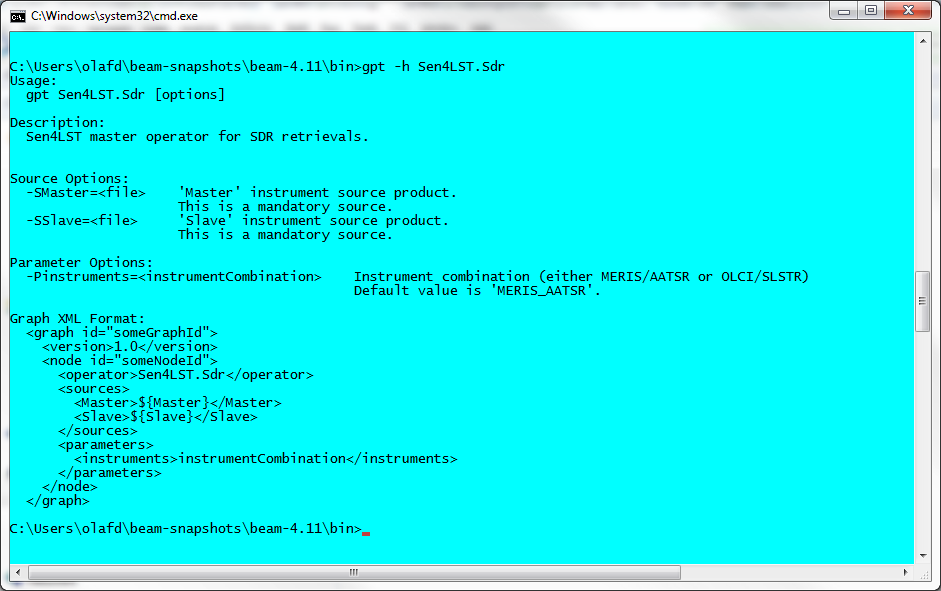 C:\Windows\system32\cmd.exe
C:\Users\olafd\beam-snapshots\beam-4.11\bin>gpt -h Sen4LST.Sdr
Usage:
  gpt Sen4LST.Sdr [options]

Description:
  Sen4LST master operator for SDR retrievals.


Source Options:
  -SMaster=<file>    'Master' instrument source product.
                     This is a mandatory source.
  -SSlave=<file>     'Slave' instrument source product.
                     This is a mandatory source.

Parameter Options:
  -Pinstruments=<instrumentCombination>    Instrument combination (either MERIS/AATSR or OLCI/SLSTR)
                                           Default value is 'MERIS_AATSR'.

Graph XML Format:
  <graph id="someGraphId">
    <version>1.0</version>
    <node id="someNodeId">
      <operator>Sen4LST.Sdr</operator>
      <sources>
        <Master>${Master}</Master>
        <Slave>${Slave}</Slave>
      </sources>
      <parameters>
        <instruments>instrumentCombination</instruments>
      </parameters>
    </node>
  </graph>

C:\Users\olafd\beam-snapshots\beam-4.11\bin>